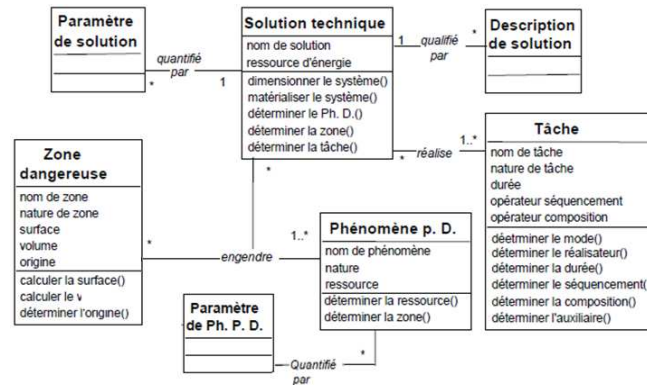 Paramètre
de solution
quantifié
par
*
1
Solution technique
nom de solution
ressource d'énergie
dimensionner le système()
matérialiser le système()
déterminer le Ph. D.()
déterminer la zone()
déterminer la tâche()
1
qualifié
par
*
Description
de solution
*
réalise
1..*
Tâche
nom de tâche
nature de tâche
durée
opérateur séquencement
opérateur composition
déetrminer le mode()
déterminer le réalisateur()
déterminer la durée()
déterminer le séquencement()
déterminer la composition()
déterminer l'auxiliaire()
Zone
dangereuse
nom de zone
nature de zone
surface
volume
origine
calculer la surface()
calculer le
déterminer l'origine()
*
*
engendre
1..*
Phénomène p. D.
nom de phénomène
nature
ressource
déterminer la ressource()
déterminer la zone()
Paramètre
de Ph. P. D.
*
Quantifié
par